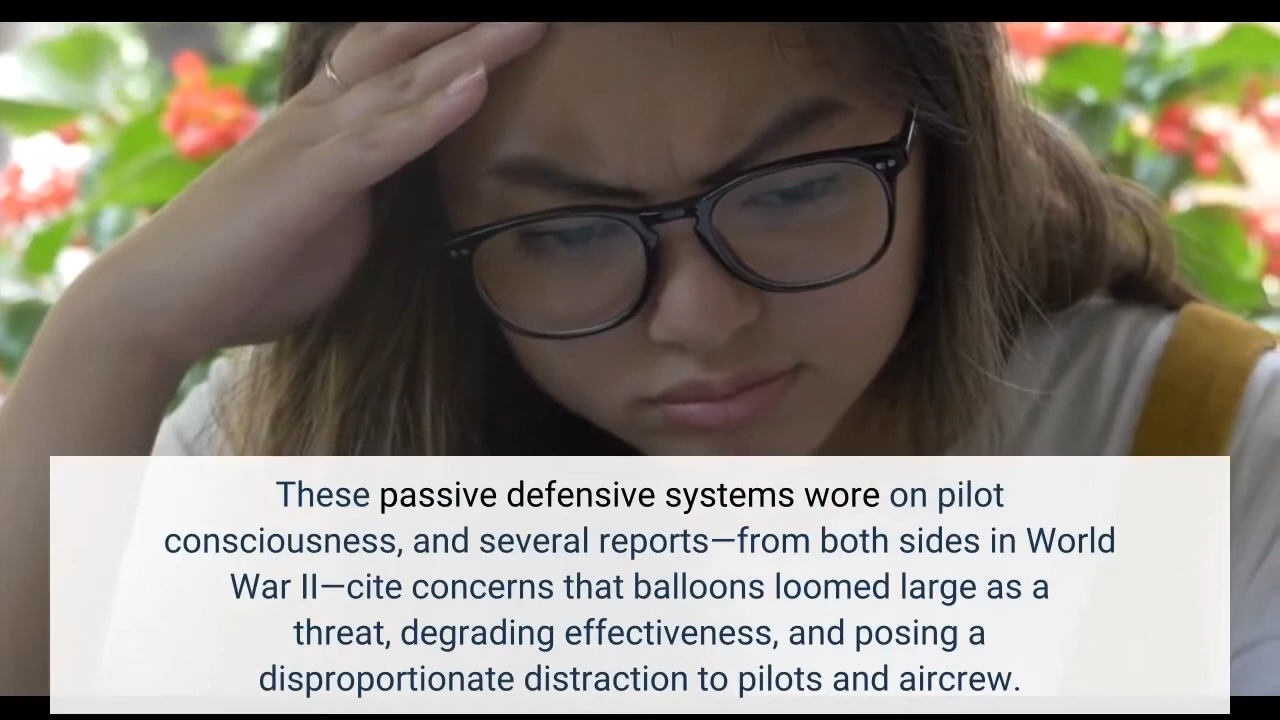 These passive defensive systems wore on pilot
consciousness, and several reports—from both sides in World
War II—cite concerns that balloons loomed large as a
threat, degrading effectiveness, and posing a
disproportionate distraction to pilots and aircrew.